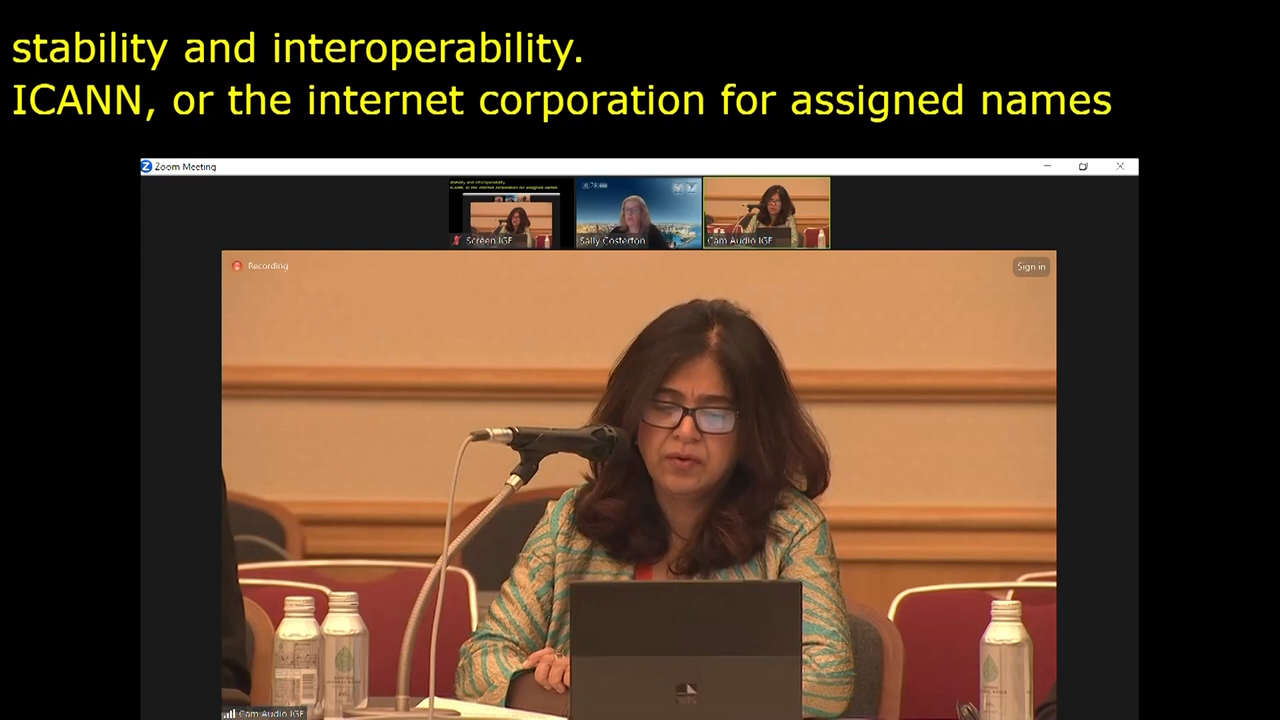 stability and interoperability.
ICANN, or the internet corporation for assigned names
Zoom Meeting
Screen IGF
Sally Costerton
Cam Audio IGF
Recording
Sign in
Cam Audio IGF